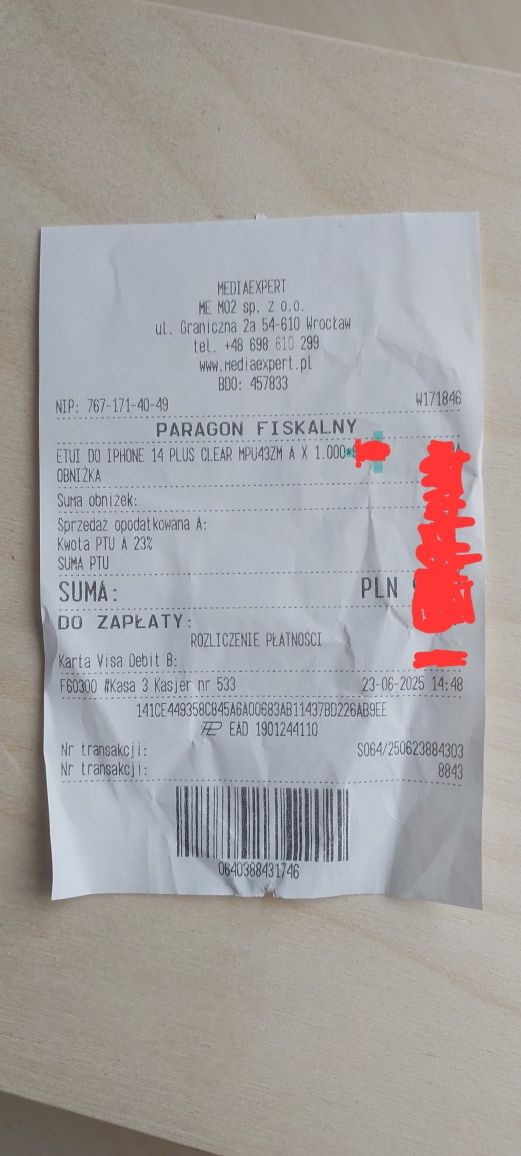 MEDIAEXPERT
ME M02 sp. z o.o.
ul. Graniczna 2a 54-610 Wrocław
tel. +48 698 610 299
www.mediaexpert.pl
BDO: 457833
NIP: 767-171-40-49 W171846
PARAGON FISKALNY
ETUI DO IPHONE 14 PLUS CLEAR MPU43ZM A X 1.000* A
OBNIŻKA
Suma obniżek:
Sprzedaż opodatkowana A:
Kwota PTU A 23%
SUMA PTU
SUMA: PLN
DO ZAPŁATY:
ROZLICZENIE PŁATNOŚCI
Karta Visa Debit B:
F60300 #Kasa 3 Kasjer nr 533 23-06-2025 14:48
141CE449358C845A6A00683AB11437BD226AB9EE
EAD 1901244110
Nr transakcji: S064/250623884303
Nr transakcji: 8843
0640388431746